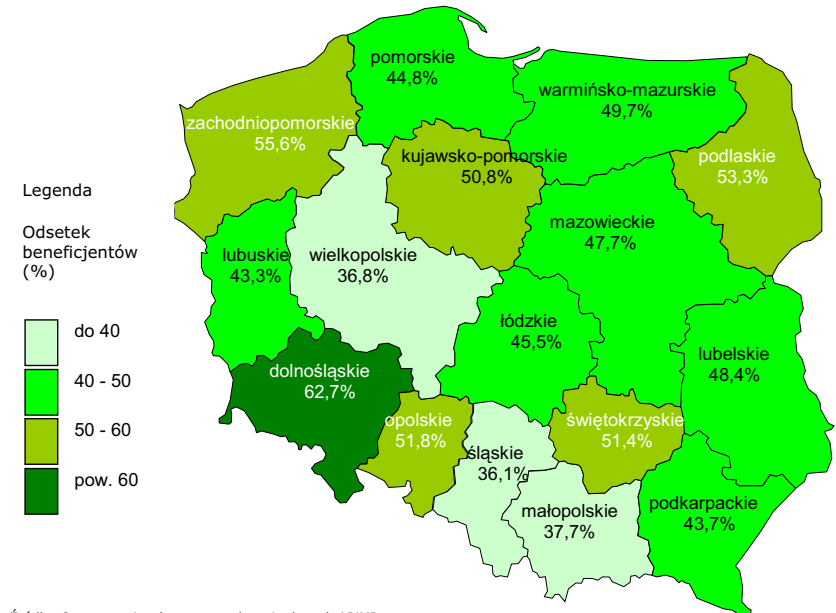 pomorskie
44,8%
warmińsko-mazurskie
49,7%
zachodniopomorskie
55,6%
kujawsko-pomorskie
50,8%
podlaskie
53,3%
Legenda
Odsetek
beneficjentów
(%)
do 40
40 - 50
50 - 60
pow. 60
mazowieckie
47,7%
lubuskie
43,3%
wielkopolskie
36,8%
łódzkie
45,5%
lubelskie
48,4%
dolnośląskie
62,7%
opolskie
51,8%
świętokrzyskie
51,4%
śląskie
36,1%
małopolskie
37,7%
podkarpackie
43,7%